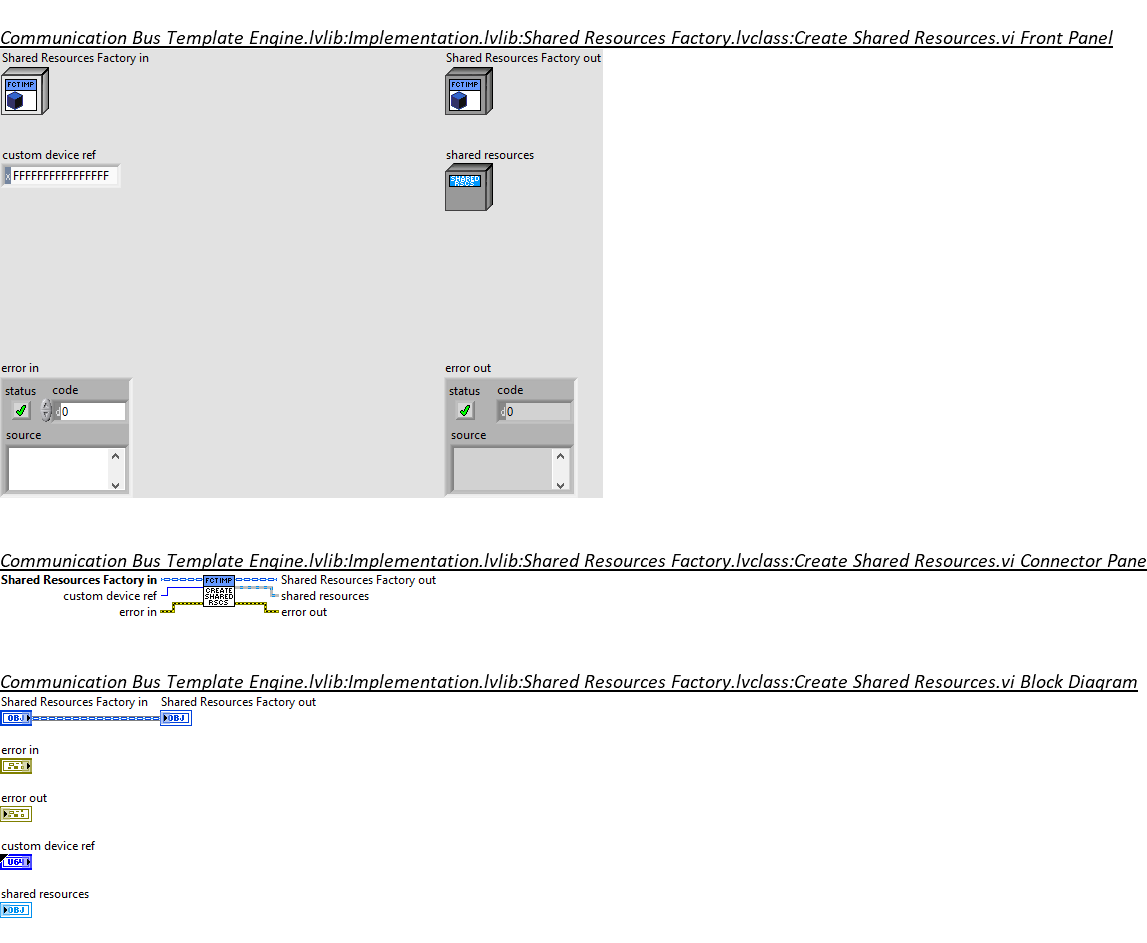 Communication Bus Template Engine.lvlib:Implementation.lvlib:Shared Resources Factory.lvclass:Create Shared Resources.vi Front Panel
Shared Resources Factory in
Shared Resources Factory out
FCT IMP
FCT IMP
custom device ref
shared resources
x FFFFFFFFFFFFFFFF
SHARED
RSCS
error in
error out
status code
status code
d 0
d 0
source
source
Communication Bus Template Engine.lvlib:Implementation.lvlib:Shared Resources Factory.lvclass:Create Shared Resources.vi Connector Pane
Shared Resources Factory in
FCT IMP
Shared Resources Factory out
custom device ref
CREATE
SHARED
RSCS
shared resources
error in
error out
Communication Bus Template Engine.lvlib:Implementation.lvlib:Shared Resources Factory.lvclass:Create Shared Resources.vi Block Diagram
Shared Resources Factory in
Shared Resources Factory out
OBJ
OBJ
error in
error out
custom device ref
U64
shared resources
OBJ